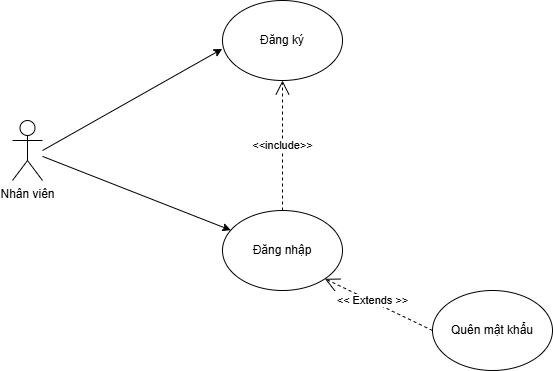 Đăng ký
<<include>>
Nhân viên
Đăng nhập
<< Extends >>
Quên mật khẩu